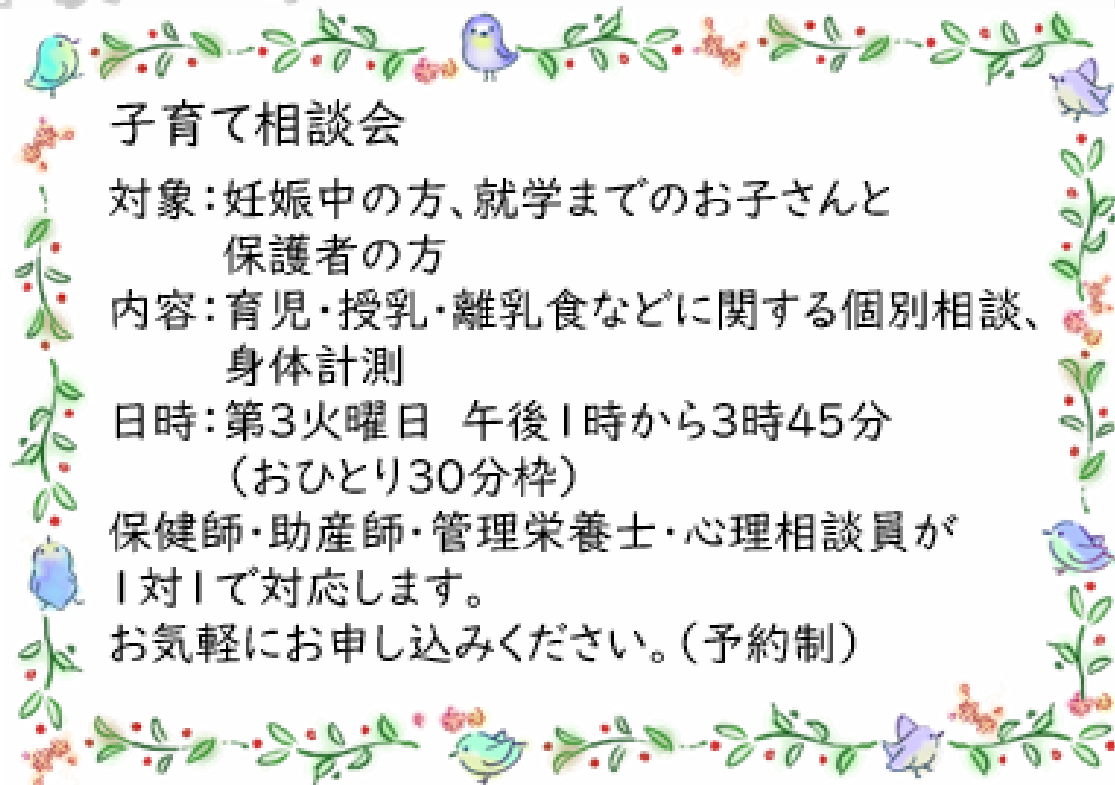 子育て相談会
対象：妊娠中の方、就学までのお子さんと
保護者の方
内容：育児・授乳・離乳食などに関する個別相談、
身体計測
日時：第3火曜日　午後1時から3時45分
（おひとり30分枠）
保健師・助産師・管理栄養士・心理相談員が
1対1で対応します。
お気軽にお申し込みください。（予約制）